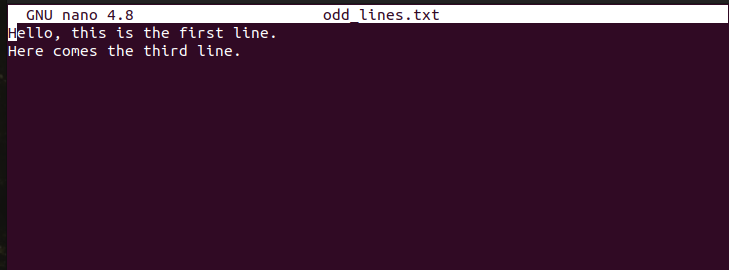 GNU nano 4.8 odd_lines.txt
Hello, this is the first line.
Here comes the third line.